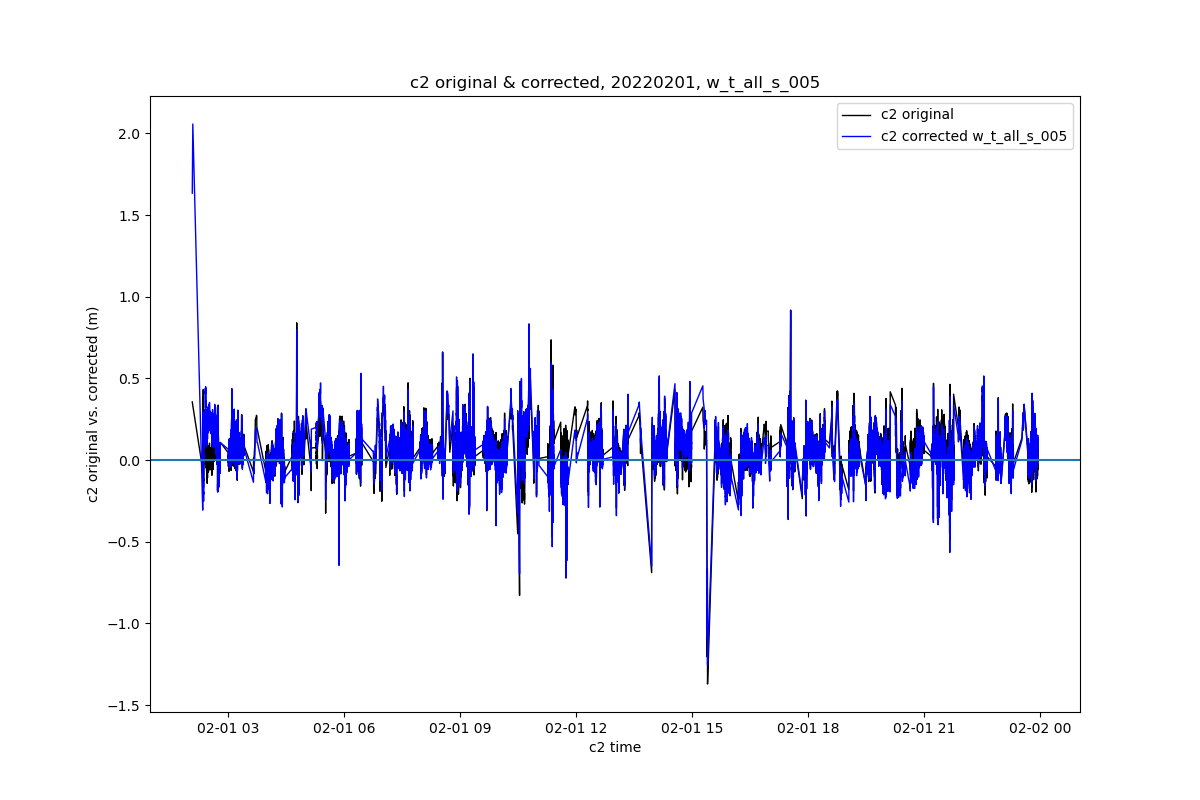 c2 original & corrected, 20220201, w_t_all_s_005
c2 original
c2 corrected w_t_all_s_005
c2 original vs. corrected (m)
2.0
1.5
1.0
0.5
0.0
−0.5
−1.0
−1.5
02-01 03 02-01 06 02-01 09 02-01 12 02-01 15 02-01 18 02-01 21 02-02 00
c2 time